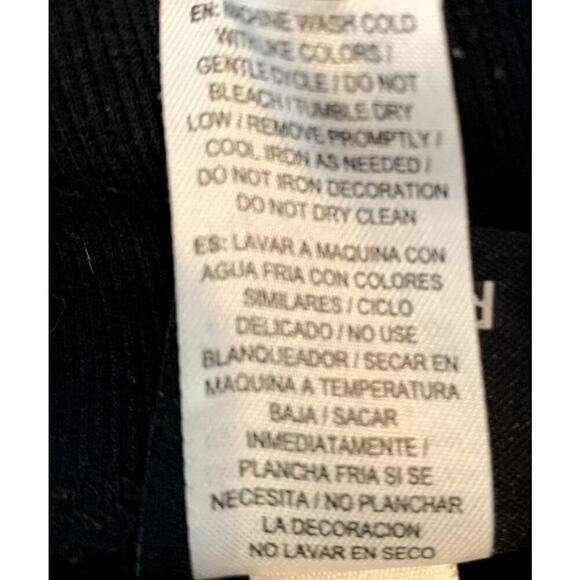 EN: MACHINE WASH COLD
WITH LIKE COLORS /
GENTLE CYCLE / DO NOT
BLEACH / TUMBLE DRY
LOW / REMOVE PROMPTLY /
COOL IRON AS NEEDED /
DO NOT IRON DECORATION
DO NOT DRY CLEAN
ES: LAVAR A MAQUINA CON
AGUA FRIA CON COLORES
SIMILARES / CICLO
DELICADO / NO USE
BLANQUEADOR / SECAR EN
MAQUINA A TEMPERATURA
BAJA / SACAR
INMEDIATAMENTE /
PLANCHA FRIA SI SE
NECESITA / NO PLANCHAR
LA DECORACION
NO LAVAR EN SECO